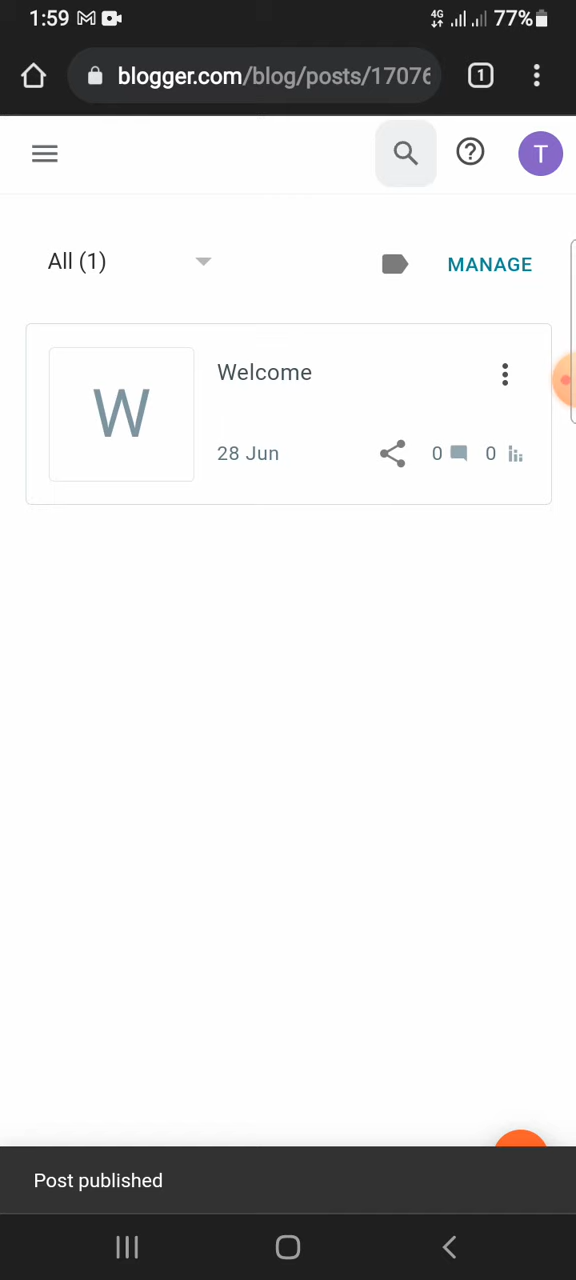 1:59 4G 77%
blogger.com/blog/posts/17076 1
T
All (1) MANAGE
W
Welcome
28 Jun 0 0
Post published